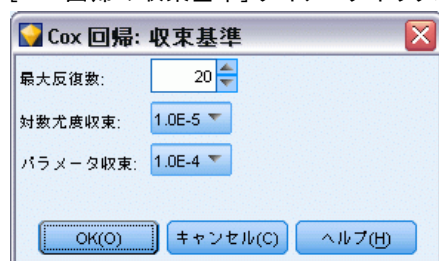 Cox 回帰: 収束基準
最大反復数: 20
対数尤度収束: 1.0E-5
パラメータ収束: 1.0E-4
OK(O) キャンセル(C) ヘルプ(H)